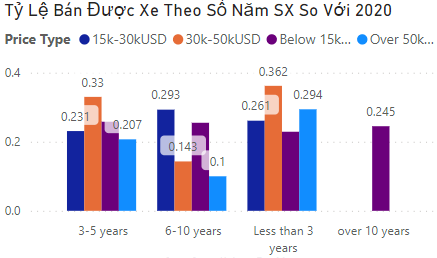 Tỷ Lệ Bán Được Xe Theo Số Năm SX So Với 2020
Price Type 15k-30kUSD 30k-50kUSD Below 15k... Over 50k...
0.4
0.2
0.0
0.231
0.33
0.207
0.293
0.143
0.1
0.261
0.362
0.294
0.245
3-5 years
6-10 years
Less than 3
years
over 10 years